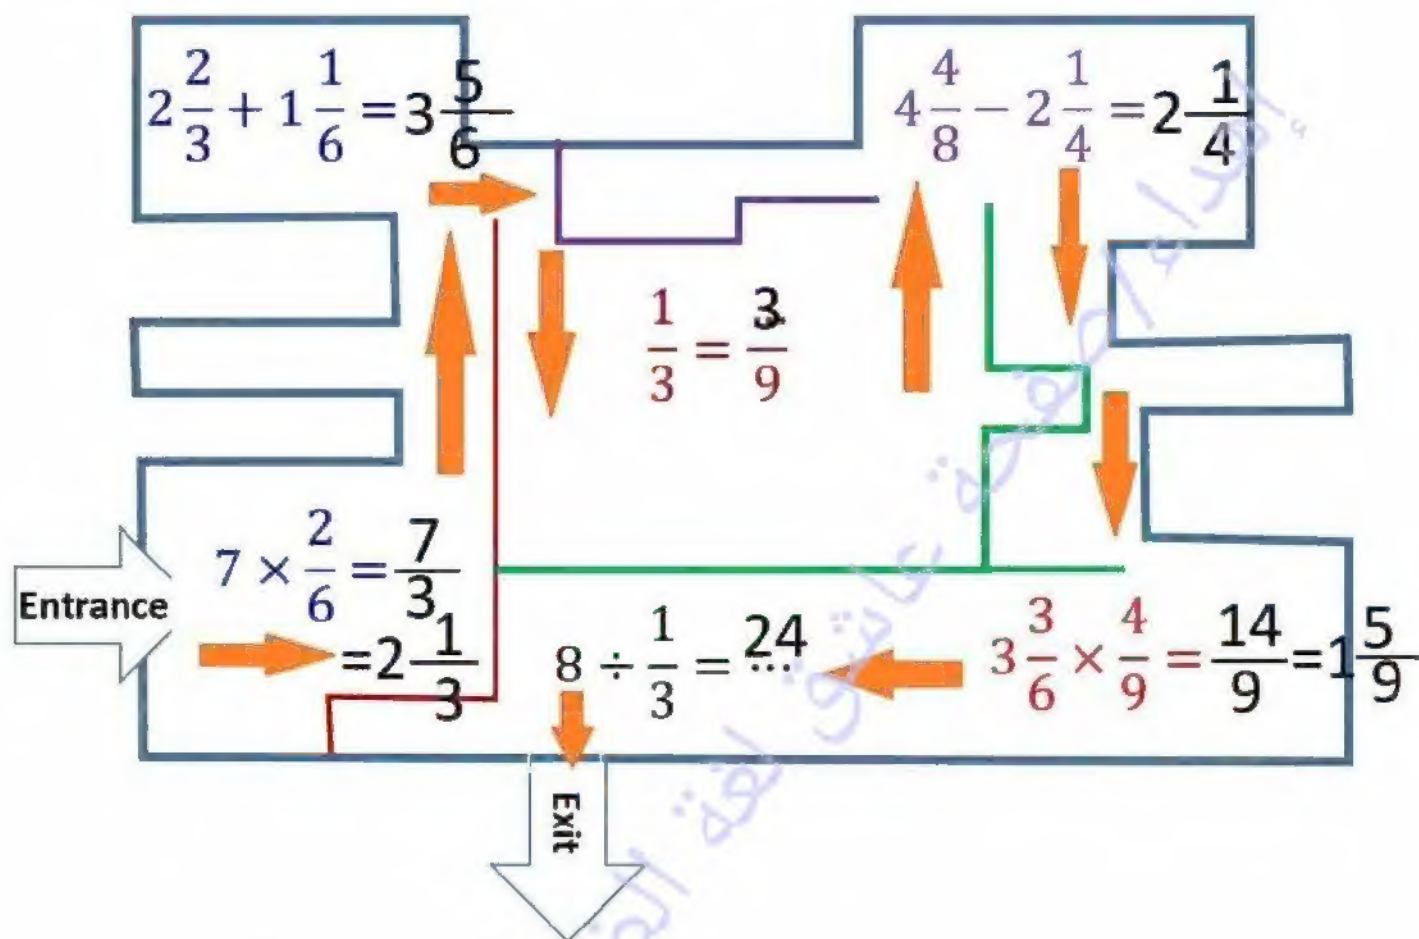 2 2/3 + 1 1/6 = 3 5/6
4 4/8 − 2 1/4 = 2 1/4
1/3 = 3/9
7 × 2/6 = 7/3
= 2 1/3
Entrance
8 ÷ 1/3 = 24 ...
3 3/6 × 4/9 = 14/9 = 1 5/9
Exit